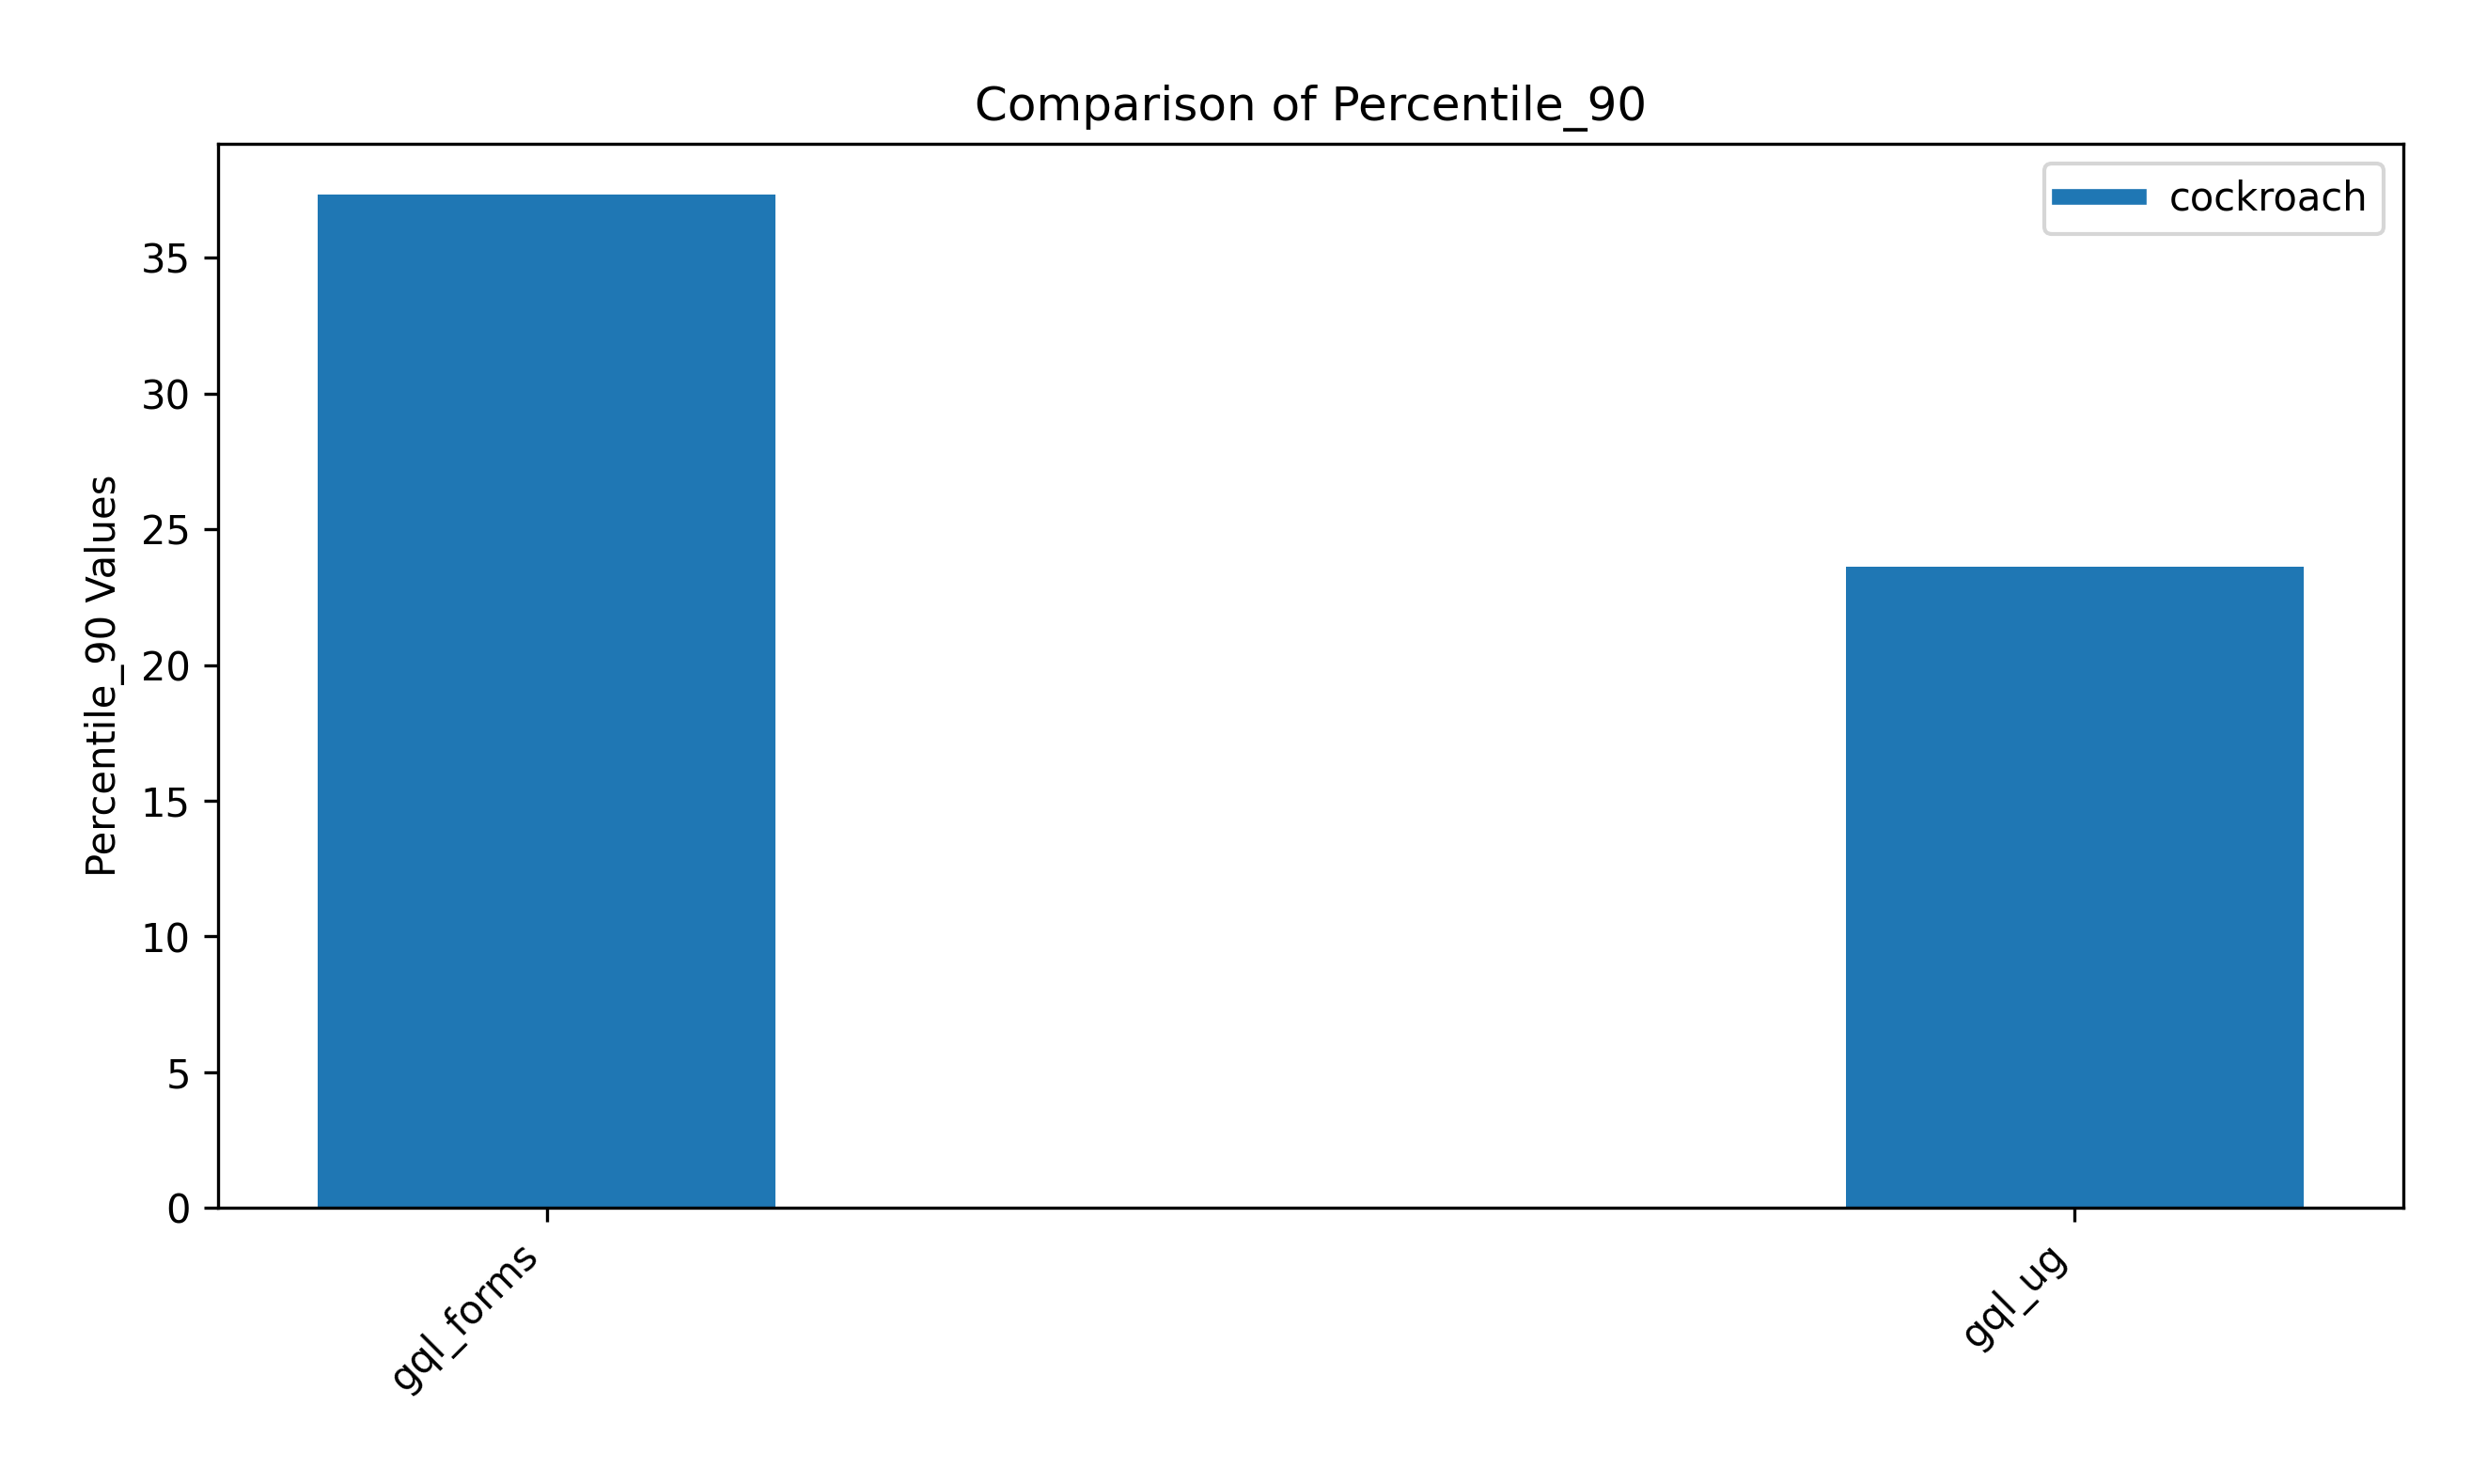 Comparison of Percentile_90
cockroach
Percentile_90 Values
35
30
25
20
15
10
5
0
gql_forms
gql_ug